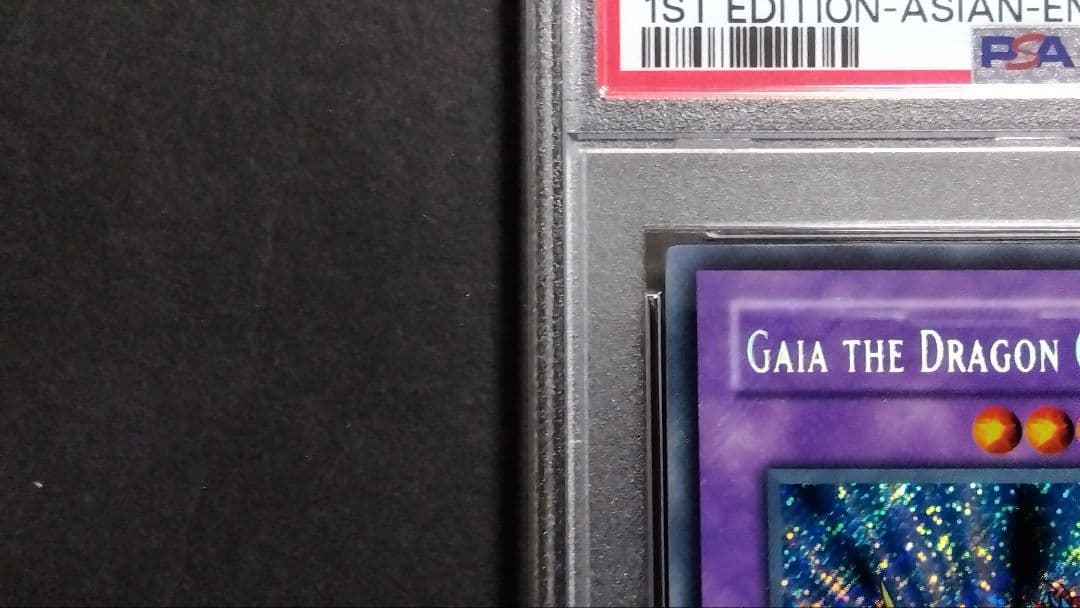 1ST EDITION-ASIAN-EN
PSA
GAIA THE DRAGON